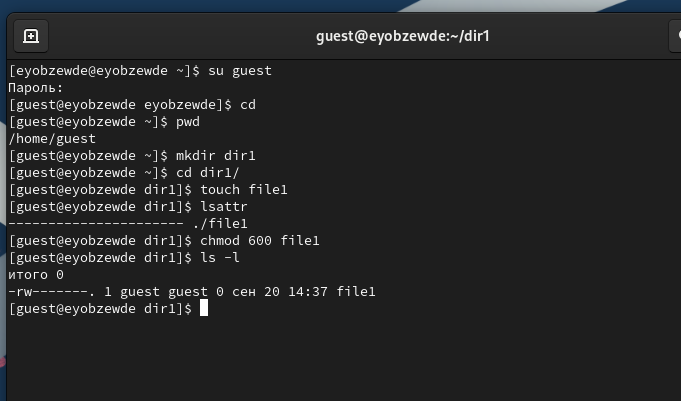 guest@eyobzewde:~/dir1
[eyobzewde@eyobzewde ~]$ su guest
Пароль:
[guest@eyobzewde eyobzewde]$ cd
[guest@eyobzewde ~]$ pwd
/home/guest
[guest@eyobzewde ~]$ mkdir dir1
[guest@eyobzewde ~]$ cd dir1/
[guest@eyobzewde dir1]$ touch file1
[guest@eyobzewde dir1]$ lsattr
---------------------- ./file1
[guest@eyobzewde dir1]$ chmod 600 file1
[guest@eyobzewde dir1]$ ls -l
итого 0
-rw-------. 1 guest guest 0 сен 20 14:37 file1
[guest@eyobzewde dir1]$